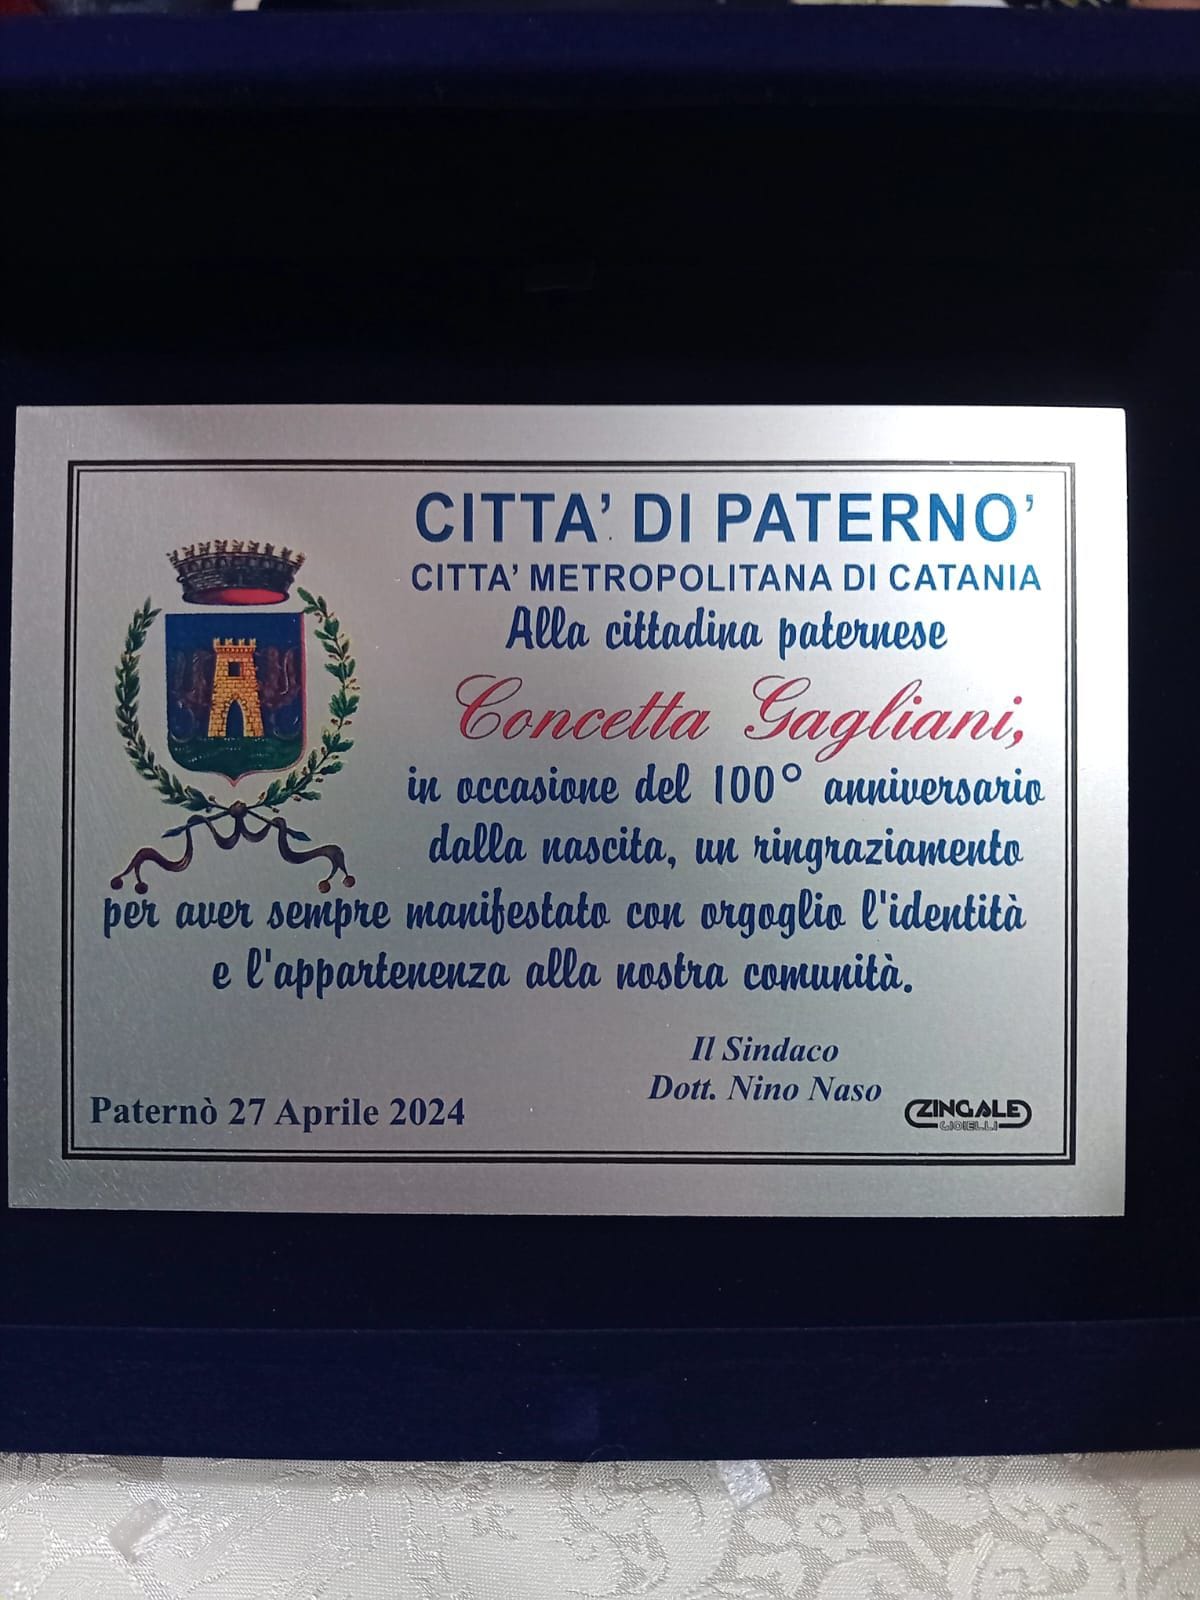 CITTA' DI PATERNO'
CITTA' METROPOLITANA DI CATANIA
Alla cittadina paternese
Concetta Gagliani,
in occasione del 100° anniversario
dalla nascita, un ringraziamento
per aver sempre manifestato con orgoglio l'identità
e l'appartenenza alla nostra comunità.
Il Sindaco
Dott. Nino Naso
Paternò 27 Aprile 2024
ZINGALE
GIOIELLI